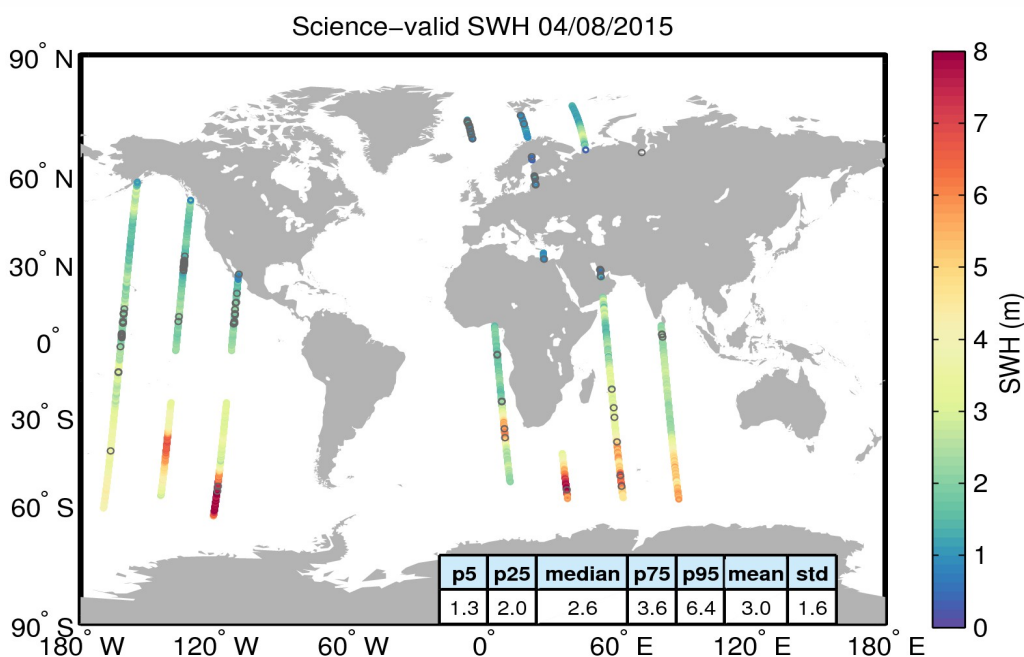 Science−valid SWH 04/08/2015
90° N
60° N
30° N
0°
30° S
60° S
90° S
180° W
120° W
60° W
0°
60° E
120° E
180° E
p5 p25 median p75 p95 mean std
1.3 2.0 2.6 3.6 6.4 3.0 1.6
8
7
6
5
4
3
2
1
0
SWH (m)